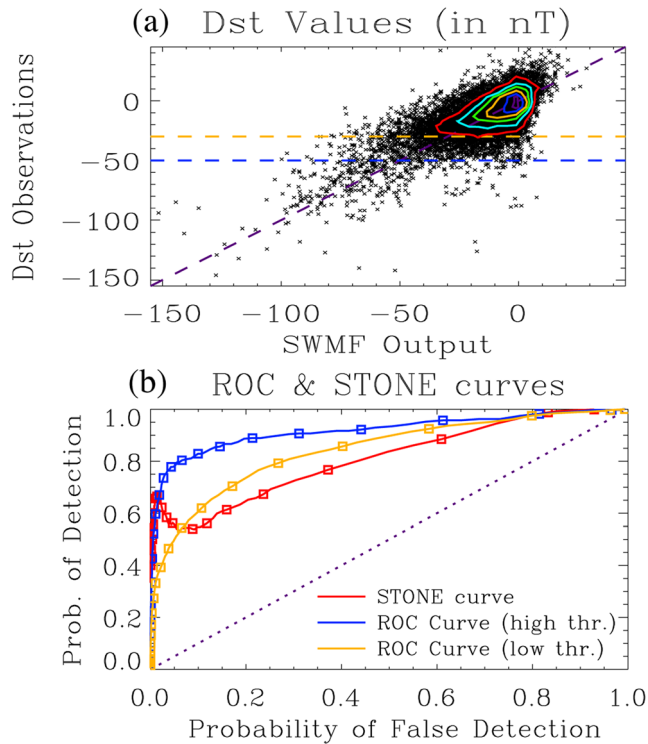 (a) Dst Values (in nT)
Dst Observations
0
−50
−100
−150
−150 −100 −50 0
SWMF Output
(b) ROC & STONE curves
Prob. of Detection
1.0
0.8
0.6
0.4
0.2
0.0
STONE curve
ROC Curve (high thr.)
ROC Curve (low thr.)
0.0 0.2 0.4 0.6 0.8 1.0
Probability of False Detection